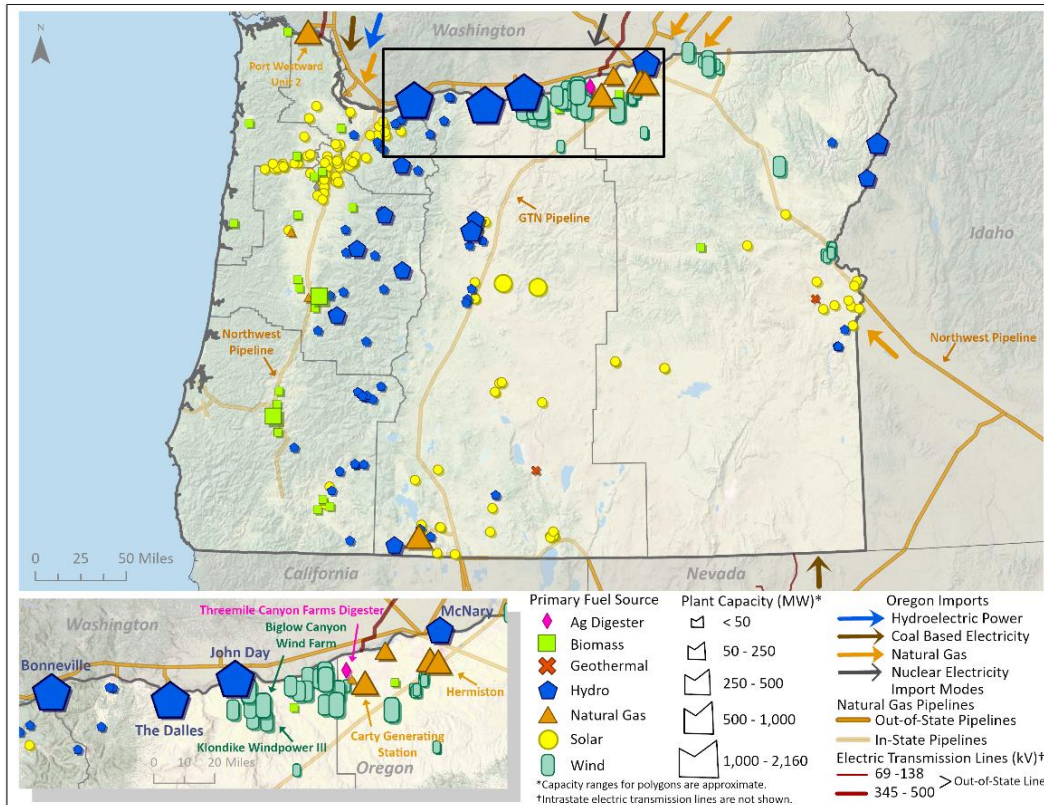 N
Washington
Port Westward
Unit 2
GTN Pipeline
Idaho
Northwest
Pipeline
Northwest Pipeline
0 25 50 Miles
California
Nevada
Washington
Threemile Canyon Farms Digester
Biglow Canyon
Wind Farm
McNary
Bonneville
John Day
The Dalles
Hermiston
Klondike Windpower III
Carty Generating
Station
0 10 20 Miles
Oregon
Primary Fuel Source
Ag Digester
Biomass
Geothermal
Hydro
Natural Gas
Solar
Wind
Plant Capacity (MW)*
< 50
50 - 250
250 - 500
500 - 1,000
1,000 - 2,160
*Capacity ranges for polygons are approximate.
†Intrastate electric transmission lines are not shown.
Oregon Imports
Hydroelectric Power
Coal Based Electricity
Natural Gas
Nuclear Electricity
Import Modes
Natural Gas Pipelines
Out-of-State Pipelines
In-State Pipelines
Electric Transmission Lines (kV)†
69 -138
345 - 500
Out-of-State Line